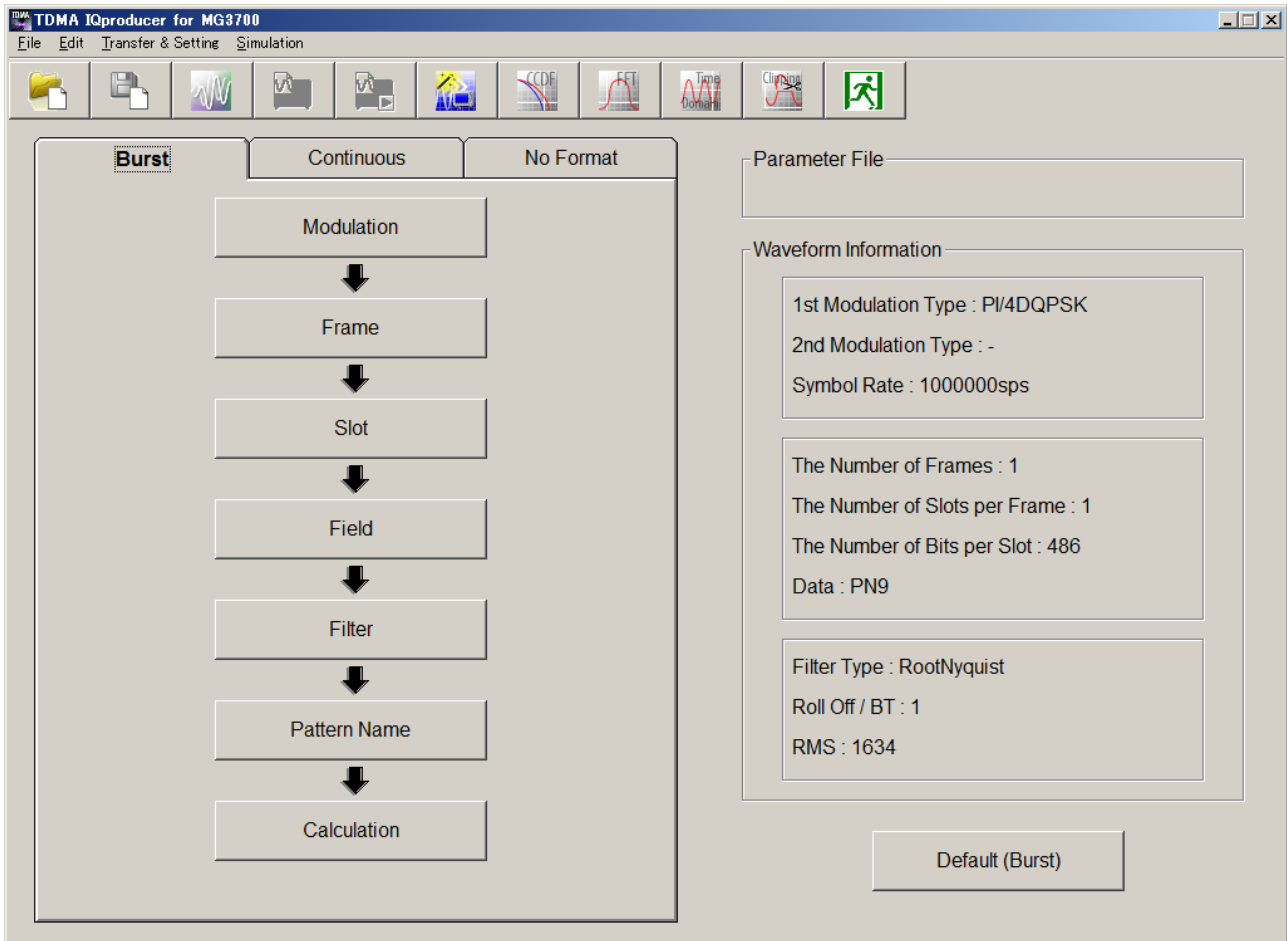 TDMA IQproducer for MG3700
File Edit Transfer & Setting Simulation
CCDF FFT Time Domain Clipping
Burst Continuous No Format
Modulation
Frame
Slot
Field
Filter
Pattern Name
Calculation
Parameter File
Waveform Information
1st Modulation Type : PI/4DQPSK
2nd Modulation Type : -
Symbol Rate : 1000000sps
The Number of Frames : 1
The Number of Slots per Frame : 1
The Number of Bits per Slot : 486
Data : PN9
Filter Type : RootNyquist
Roll Off / BT : 1
RMS : 1634
Default (Burst)